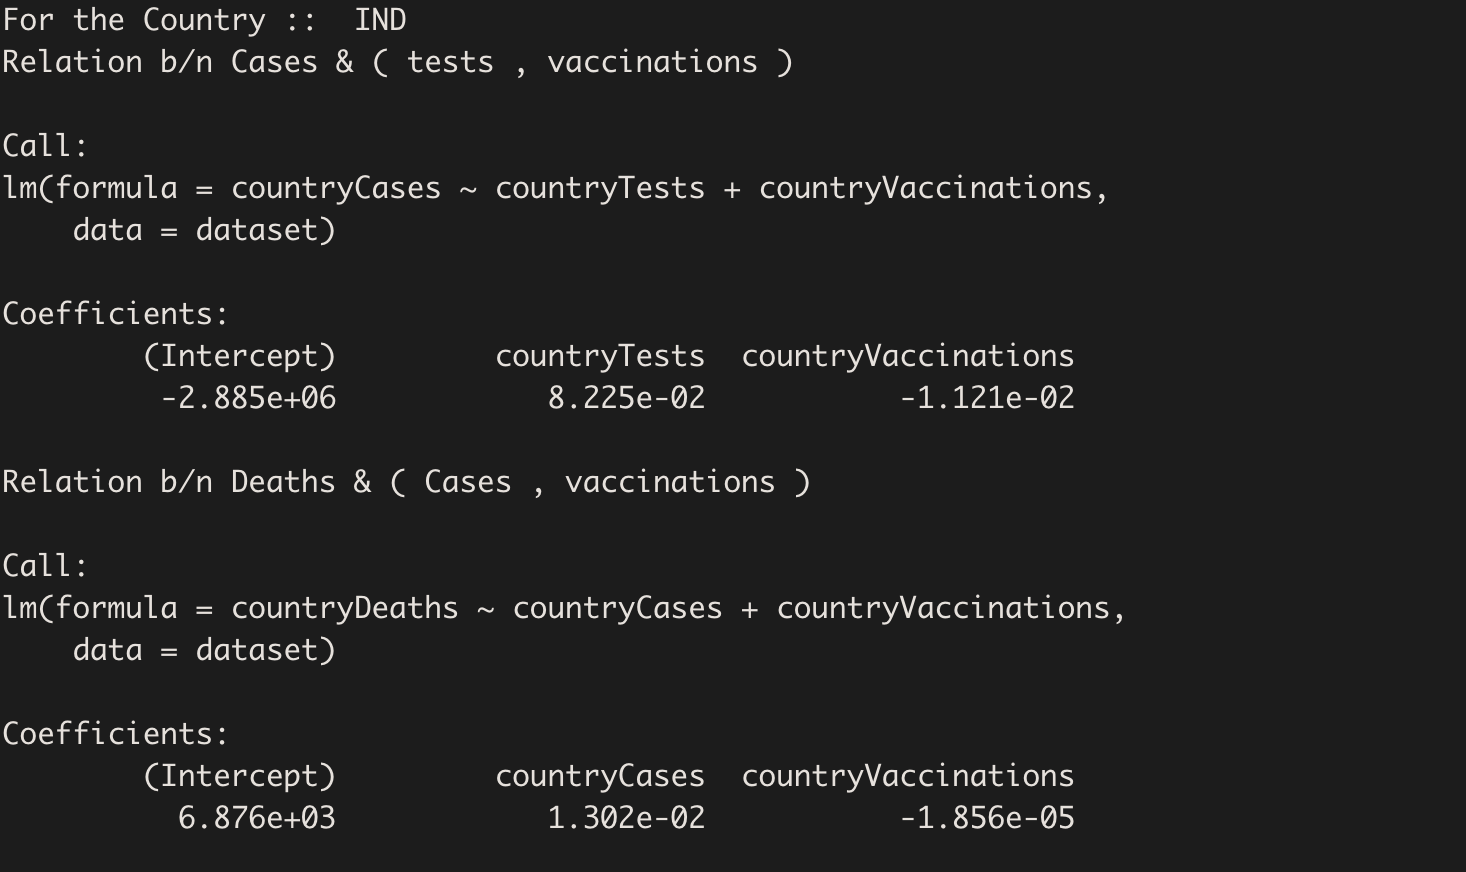 For the Country ::  IND
Relation b/n Cases & ( tests , vaccinations )
Call:
lm(formula = countryCases ~ countryTests + countryVaccinations,
    data = dataset)
Coefficients:
        (Intercept)         countryTests  countryVaccinations
         -2.885e+06            8.225e-02           -1.121e-02
Relation b/n Deaths & ( Cases , vaccinations )
Call:
lm(formula = countryDeaths ~ countryCases + countryVaccinations,
    data = dataset)
Coefficients:
        (Intercept)         countryCases  countryVaccinations
          6.876e+03            1.302e-02           -1.856e-05